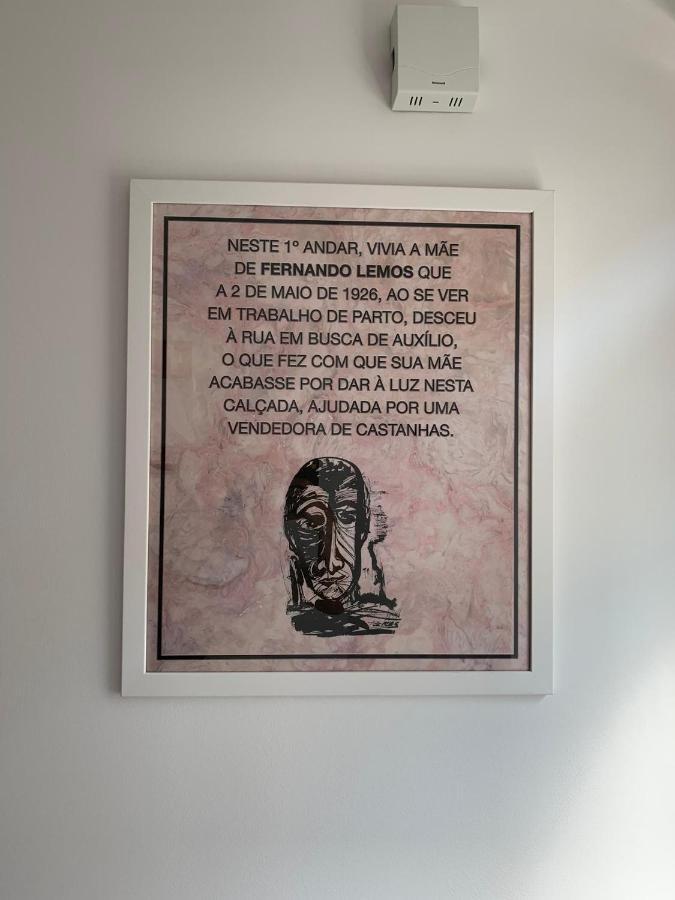 NESTE 1º ANDAR, VIVIA A MÃE
DE FERNANDO LEMOS QUE
A 2 DE MAIO DE 1926, AO SE VER
EM TRABALHO DE PARTO, DESCEU
À RUA EM BUSCA DE AUXÍLIO,
O QUE FEZ COM QUE SUA MÃE
ACABASSE POR DAR À LUZ NESTA
CALÇADA, AJUDADA POR UMA
VENDEDORA DE CASTANHAS.